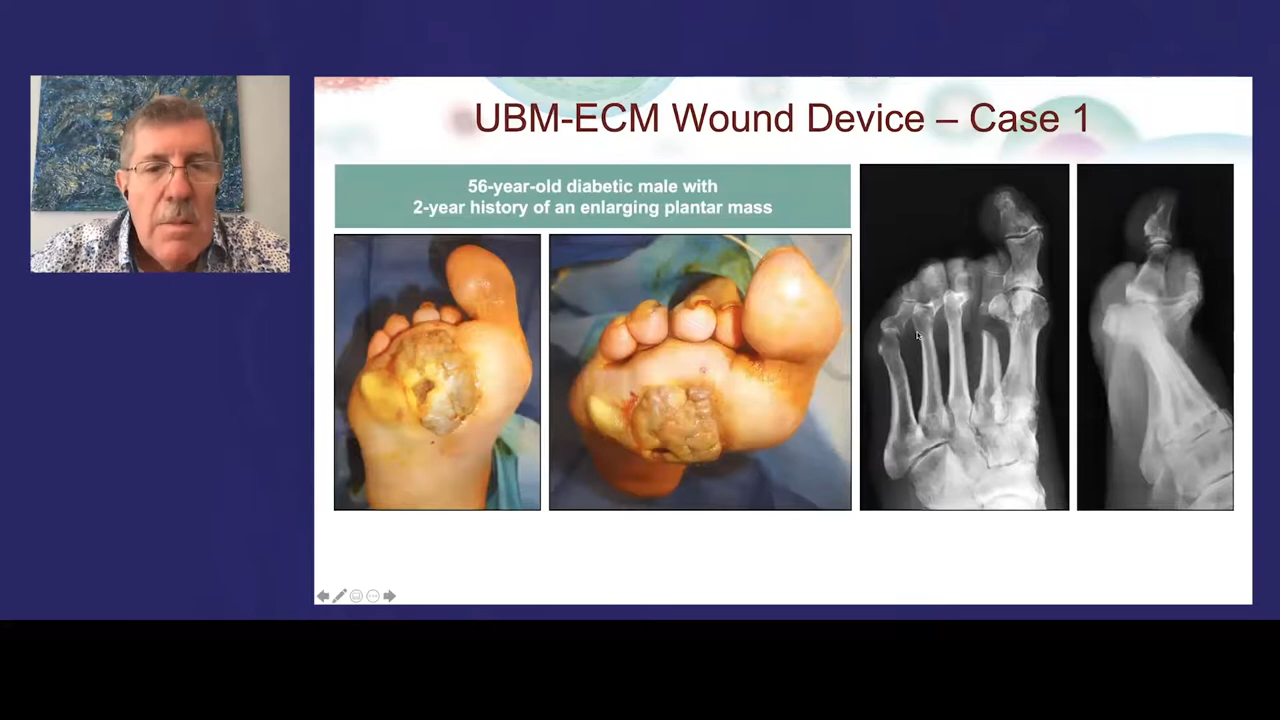 UBM-ECM Wound Device – Case 1
56-year-old diabetic male with
2-year history of an enlarging plantar mass